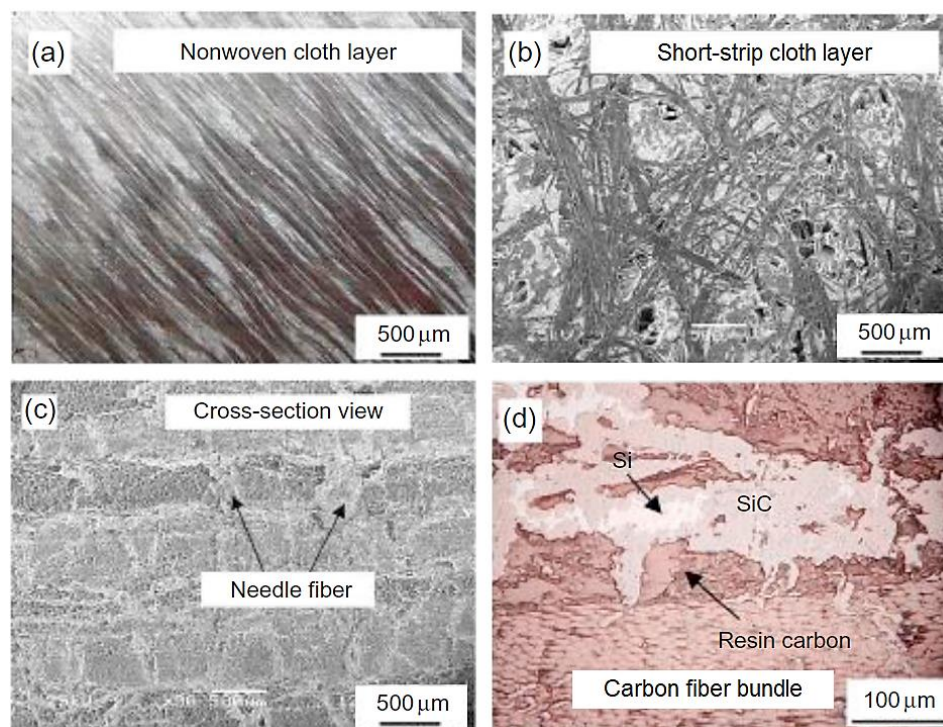 (a)
Nonwoven cloth layer
500 μm
(b)
Short-strip cloth layer
500 μm
(c)
Cross-section view
Needle fiber
500 μm
(d)
Si
SiC
Resin carbon
Carbon fiber bundle
100 μm